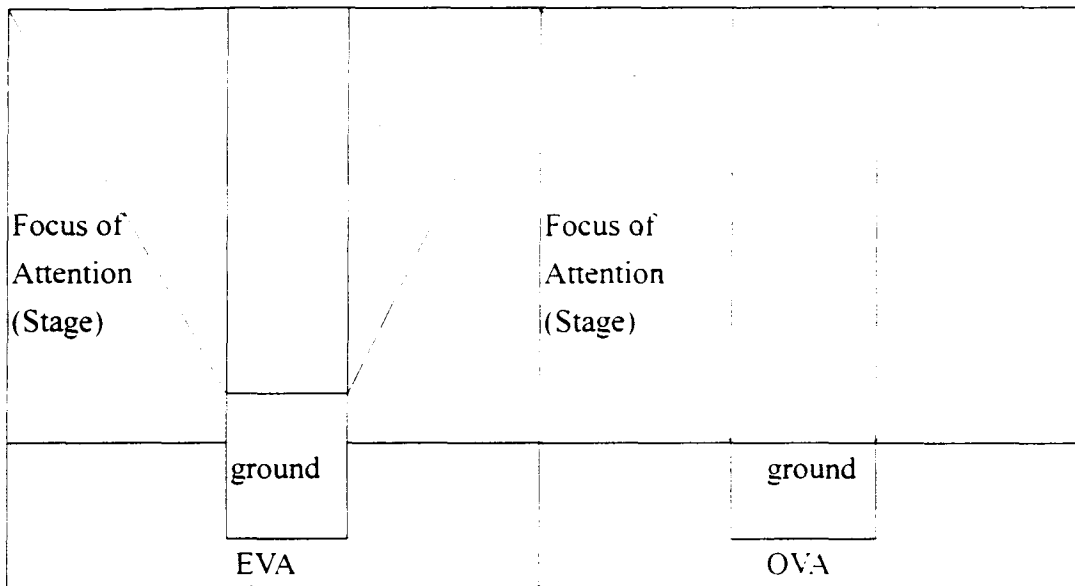 Focus of
Attention
(Stage)
ground
EVA
Focus of
Attention
(Stage)
ground
OVA